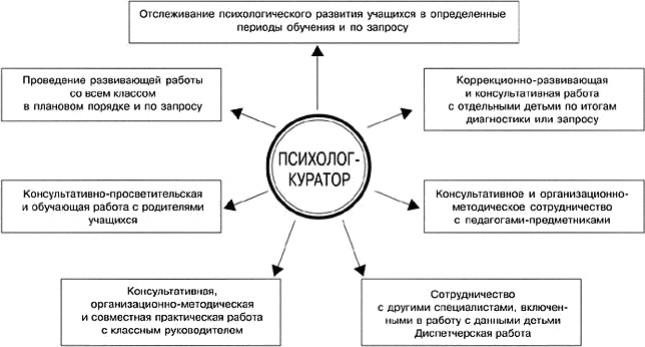 Отслеживание психологического развития учащихся в определенные
периоды обучения и по запросу
Проведение развивающей работы
со всем классом
в плановом порядке и по запросу
Коррекционно-развивающая
и консультативная работа
с отдельными детьми по итогам
диагностики или запросу
ПСИХОЛОГ-
КУРАТОР
Консультативно-просветительская
и обучающая работа с родителями
учащихся
Консультативное и организационно-
методическое сотрудничество
с педагогами-предметниками
Консультативная,
организационно-методическая
и совместная практическая работа
с классным руководителем
Сотрудничество
с другими специалистами, включен-
ными в работу с данными детьми
Диспетчерская работа